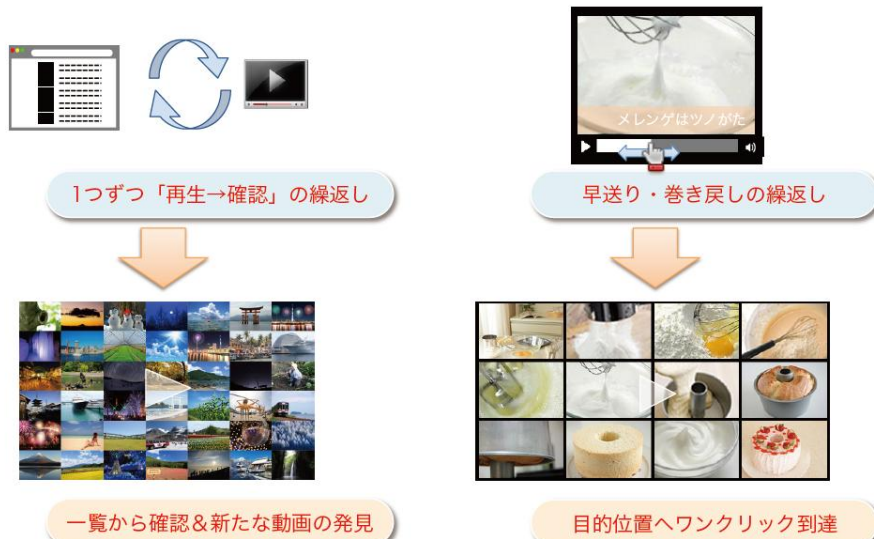 メレンゲはツノがた
1つずつ「再生→確認」の繰返し
早送り・巻き戻しの繰返し
一覧から確認&新たな動画の発見
目的位置へワンクリック到達